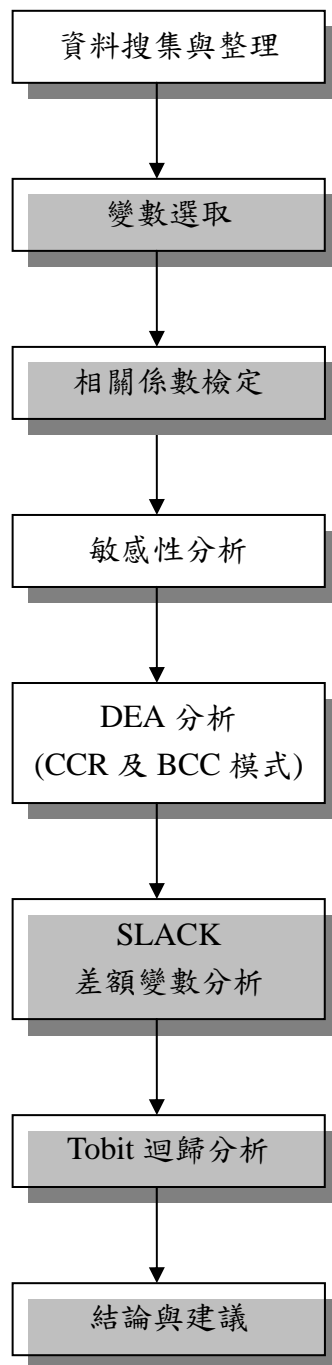 資料搜集與整理
變數選取
相關係數檢定
敏感性分析
DEA 分析
(CCR 及 BCC 模式)
SLACK
差額變數分析
Tobit 迴歸分析
結論與建議